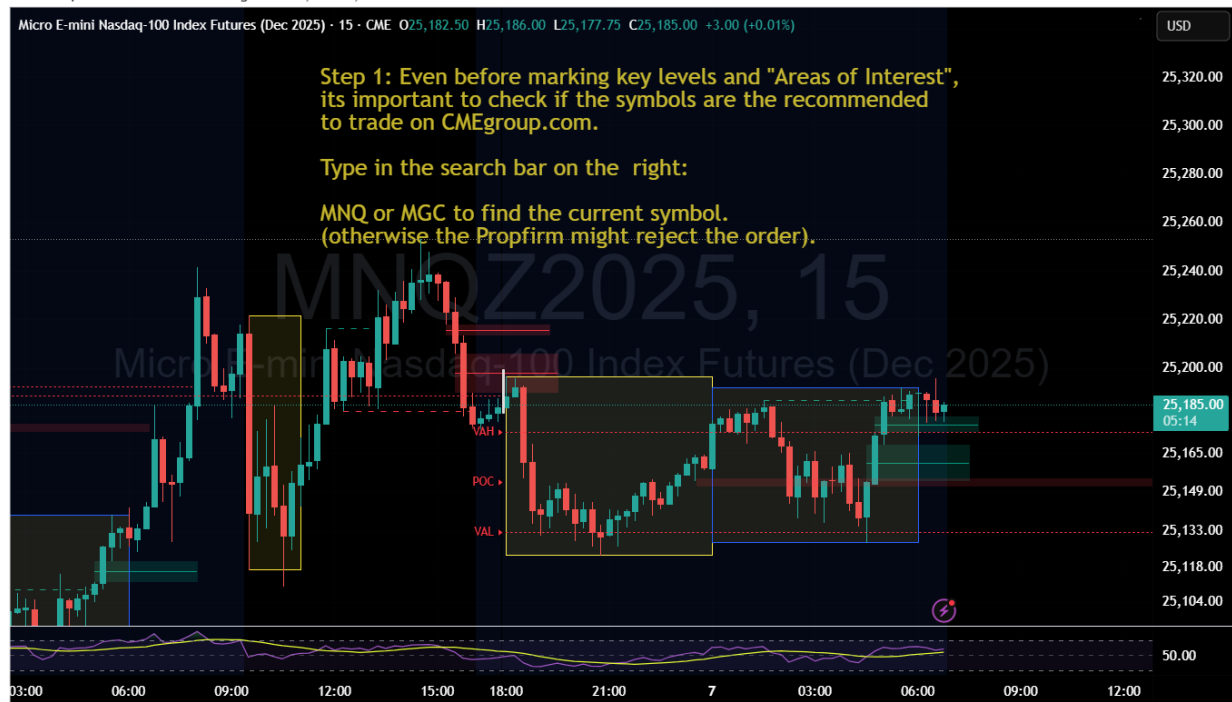 Micro E-mini Nasdaq-100 Index Futures (Dec 2025) · 15 · CME O25,182.50 H25,186.00 L25,177.75 C25,185.00 +3.00 (+0.01%)
USD
Step 1: Even before marking key levels and "Areas of Interest",
its important to check if the symbols are the recommended
to trade on CMEgroup.com.
Type in the search bar on the right:
MNQ or MGC to find the current symbol.
(otherwise the Propfirm might reject the order).
MNQZ2025, 15
Micro E-mini Nasdaq-100 Index Futures (Dec 2025)
25,320.00
25,300.00
25,280.00
25,260.00
25,240.00
25,220.00
25,200.00
25,185.00
05:14
25,165.00
25,149.00
25,133.00
25,118.00
25,104.00
VAH
POC
VAL
50.00
03:00 06:00 09:00 12:00 15:00 18:00 21:00 7 03:00 06:00 09:00 12:00